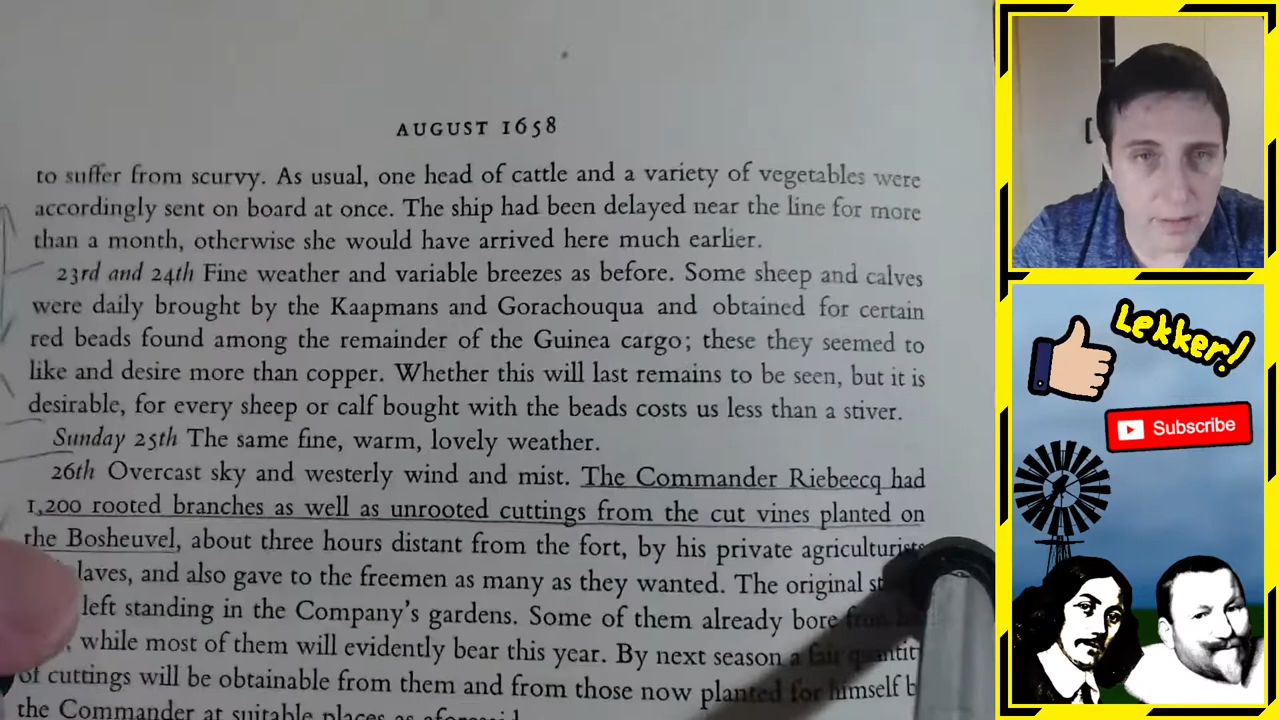 AUGUST 1658
to suffer from scurvy. As usual, one head of cattle and a variety of vegetables were
accordingly sent on board at once. The ship had been delayed near the line for more
than a month, otherwise she would have arrived here much earlier.
23rd and 24th Fine weather and variable breezes as before. Some sheep and calves
were daily brought by the Kaapmans and Gorachouqua and obtained for certain
red beads found among the remainder of the Guinea cargo; these they seemed to
like and desire more than copper. Whether this will last remains to be seen, but it is
desirable, for every sheep or calf bought with the beads costs us less than a stiver.
Sunday 25th The same fine, warm, lovely weather.
26th Overcast sky and westerly wind and mist. The Commander Riebeecq had
1,200 rooted branches as well as unrooted cuttings from the cut vines planted on
the Bosheuvel, about three hours distant from the fort, by his private agriculturists
laves, and also gave to the freemen as many as they wanted. The original
left standing in the Company's gardens. Some of them already bore
while most of them will evidently bear this year. By next season a fair
of cuttings will be obtainable from them and from those now planted for himself
the Commander at suitable places as aforesaid
Lekker!
Subscribe